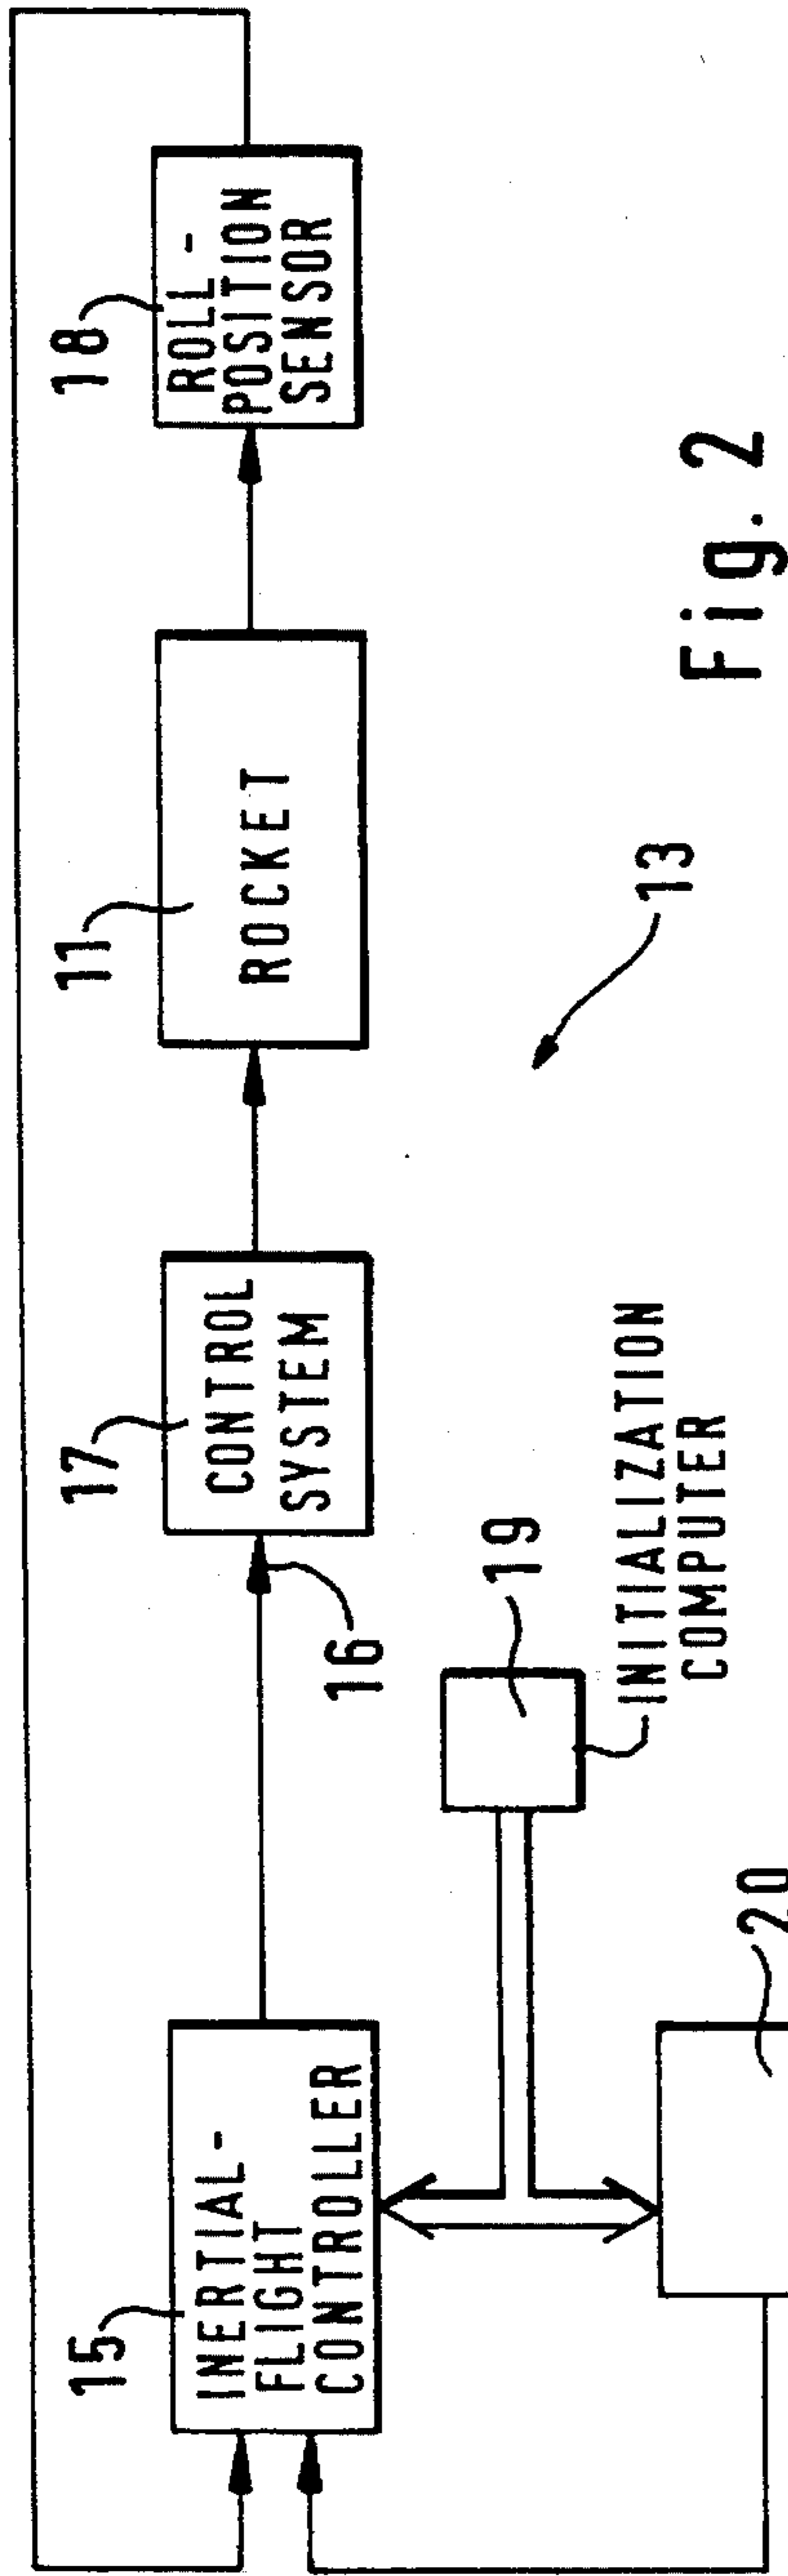 15
INERTIAL-
FLIGHT
CONTROLLER
16
17
CONTROL
SYSTEM
11
ROCKET
18
ROLL -
POSITION
SENSOR
19
INITIALIZATION
COMPUTER
20
13
Fig. 2